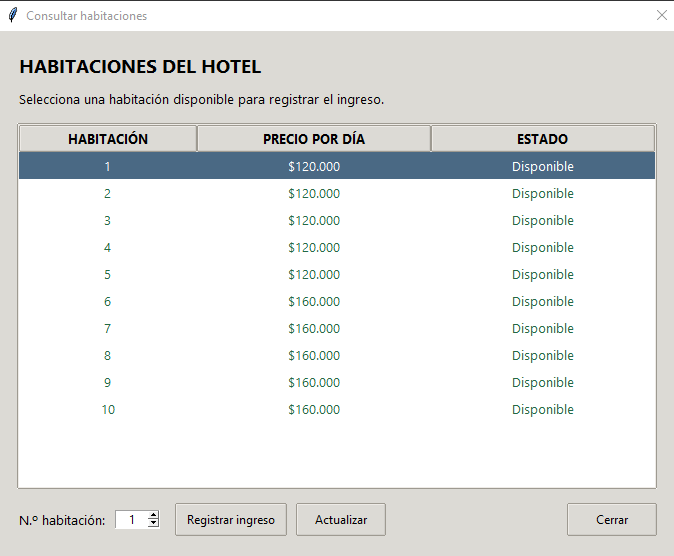 Consultar habitaciones
HABITACIONES DEL HOTEL
Selecciona una habitación disponible para registrar el ingreso.
HABITACIÓN PRECIO POR DÍA ESTADO
1 $120.000 Disponible
2 $120.000 Disponible
3 $120.000 Disponible
4 $120.000 Disponible
5 $120.000 Disponible
6 $160.000 Disponible
7 $160.000 Disponible
8 $160.000 Disponible
9 $160.000 Disponible
10 $160.000 Disponible
N.º habitación: 1 Registrar ingreso Actualizar Cerrar